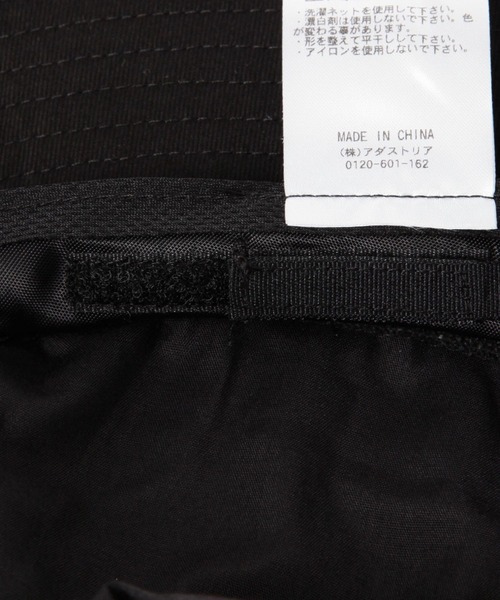 ・洗濯ネットを使用して下さい。
・漂白剤は使用しないで下さい。色
が変わる事があります。
・形を整えて平干しして下さい。
・アイロンを使用しないで下さい。
MADE IN CHINA
(株)アダストリア
0120-601-162